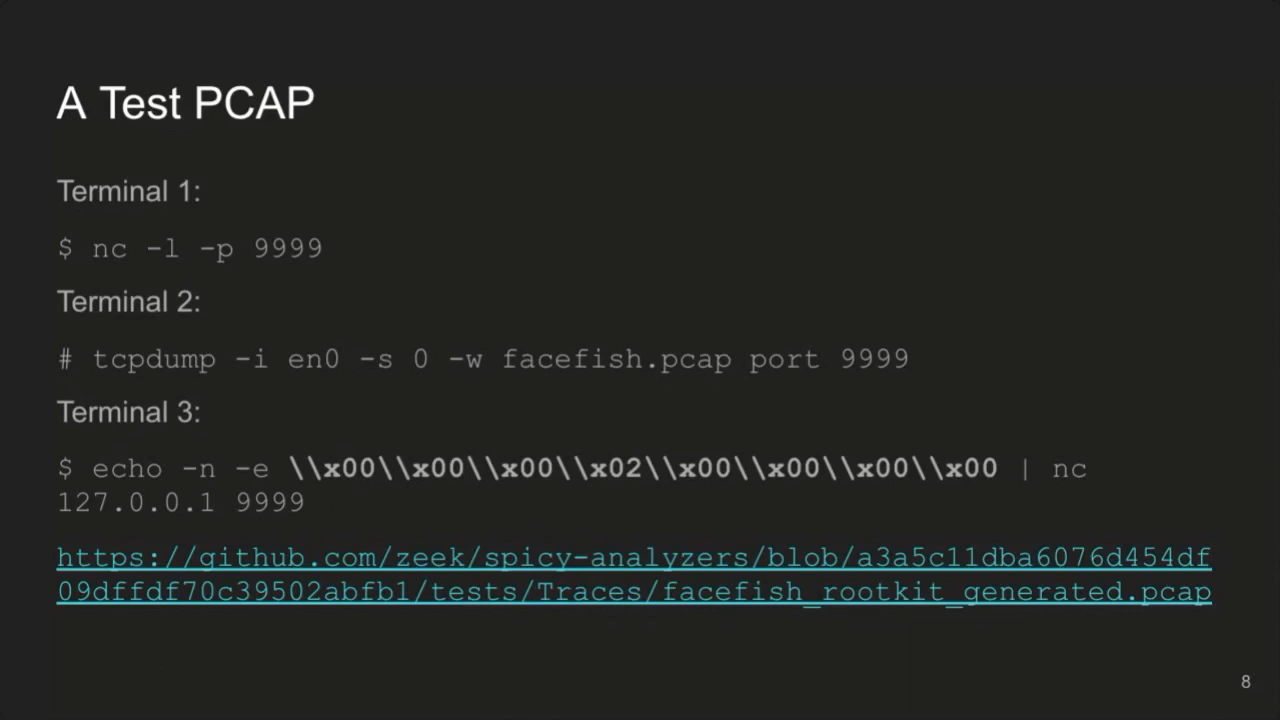 A Test PCAP
Terminal 1:
$ nc -l -p 9999
Terminal 2:
# tcpdump -i en0 -s 0 -w facefish.pcap port 9999
Terminal 3:
$ echo -n -e \\x00\\x00\\x00\\x02\\x00\\x00\\x00\\x00 | nc
127.0.0.1 9999
https://github.com/zeek/spicy-analyzers/blob/a3a5c11dba6076d454df
09dffdf70c39502abfb1/tests/Traces/facefish_rootkit_generated.pcap
8